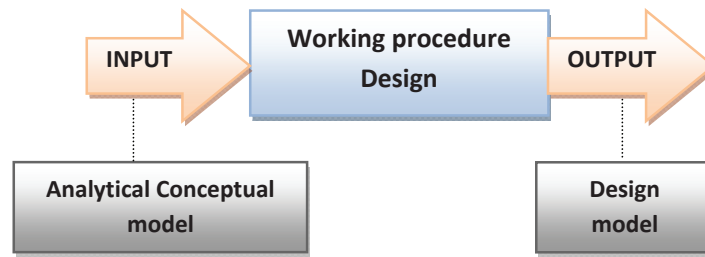 INPUT
Working procedure
Design
OUTPUT
Analytical Conceptual
model
Design
model